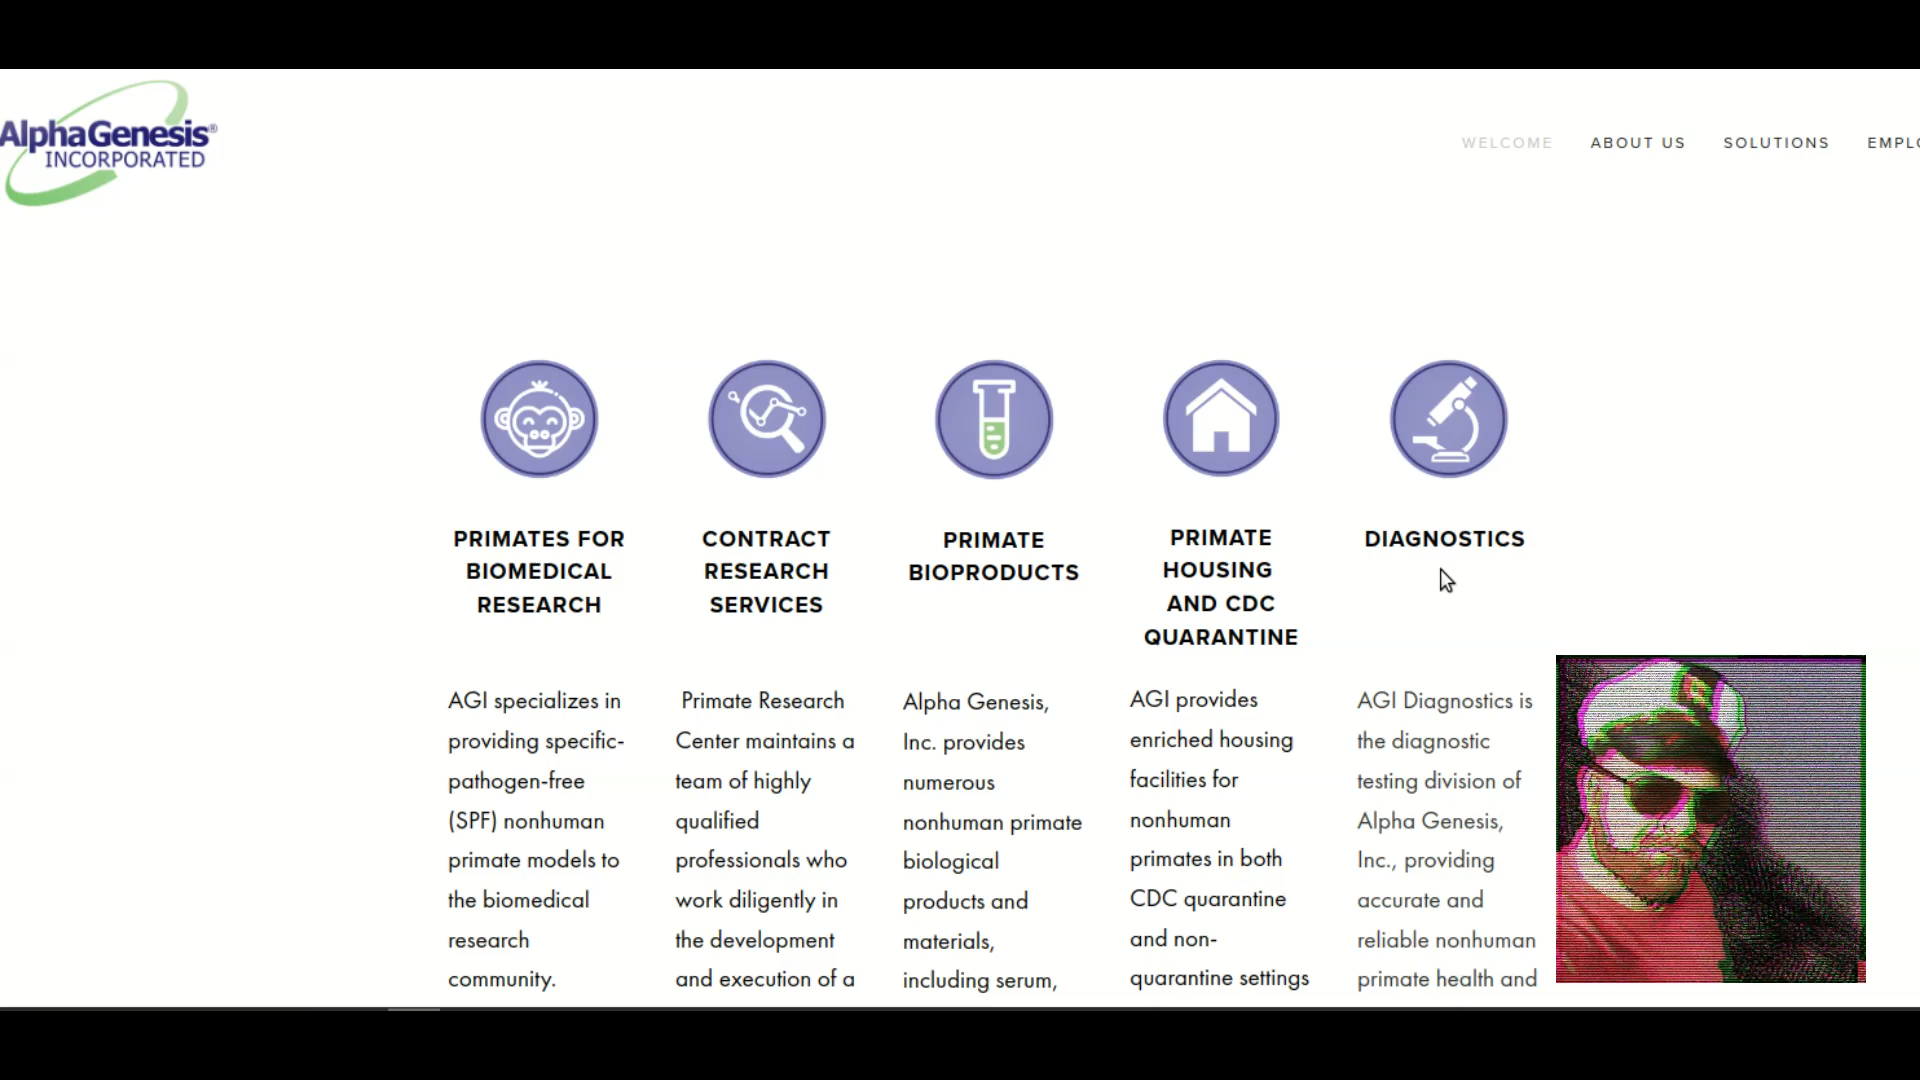 AlphaGenesis®
INCORPORATED
WELCOME
ABOUT US
SOLUTIONS
EMPLO
PRIMATES FOR
BIOMEDICAL
RESEARCH
AGI specializes in
providing specific-
pathogen-free
(SPF) nonhuman
primate models to
the biomedical
research
community.
CONTRACT
RESEARCH
SERVICES
Primate Research
Center maintains a
team of highly
qualified
professionals who
work diligently in
the development
and execution of a
PRIMATE
BIOPRODUCTS
Alpha Genesis,
Inc. provides
numerous
nonhuman primate
biological
products and
materials,
including serum,
PRIMATE
HOUSING
AND CDC
QUARANTINE
AGI provides
enriched housing
facilities for
nonhuman
primates in both
CDC quarantine
and non-
quarantine settings
DIAGNOSTICS
AGI Diagnostics is
the diagnostic
testing division of
Alpha Genesis,
Inc., providing
accurate and
reliable nonhuman
primate health and